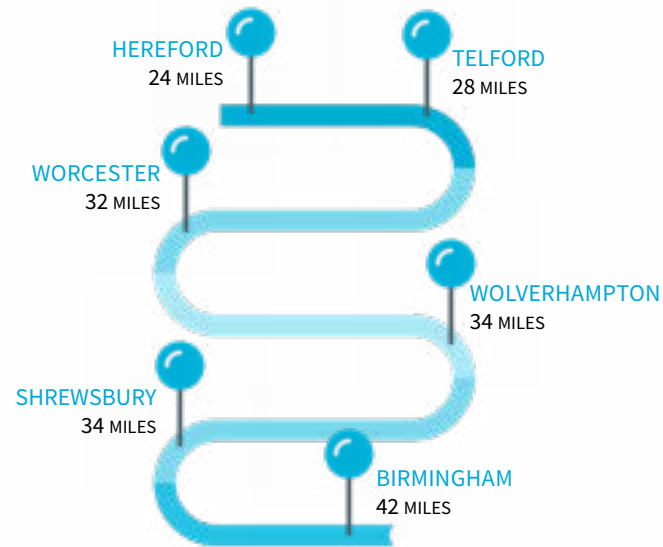 HEREFORD
24 MILES
TELFORD
28 MILES
WORCESTER
32 MILES
WOLVERHAMPTON
34 MILES
SHREWSBURY
34 MILES
BIRMINGHAM
42 MILES